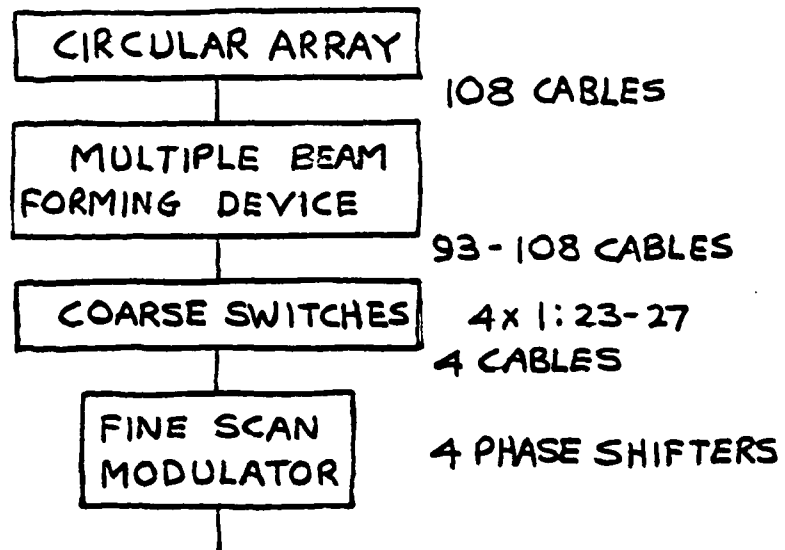 CIRCULAR ARRAY
108 CABLES
MULTIPLE BEAM
FORMING DEVICE
93-108 CABLES
COARSE SWITCHES
4x 1:23-27
4 CABLES
FINE SCAN
MODULATOR
4 PHASE SHIFTERS